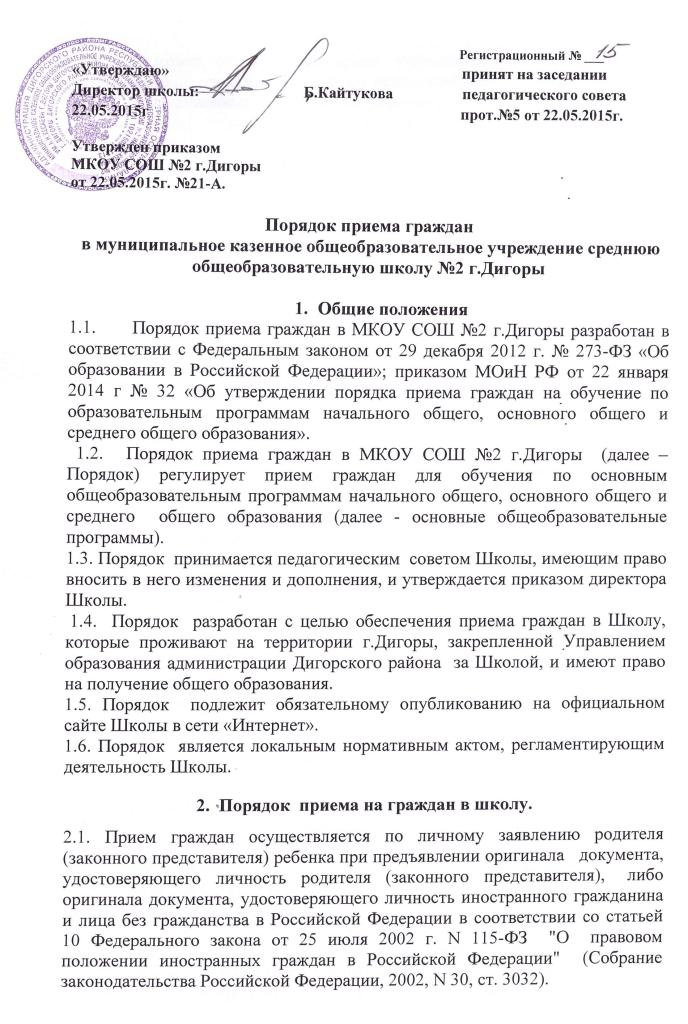 Регистрационный № 15
«Утверждаю» принят на заседании
Директор школы: Б.Кайтукова педагогического совета
22.05.2015г прот.№5 от 22.05.2015г.
Утвержден приказом
МКОУ СОШ №2 г.Дигоры
от 22.05.2015г. №21-А.
Порядок приема граждан
в муниципальное казенное общеобразовательное учреждение среднюю
общеобразовательную школу №2 г.Дигоры
1. Общие положения
1.1. Порядок приема граждан в МКОУ СОШ №2 г.Дигоры разработан в
соответствии с Федеральным законом от 29 декабря 2012 г. № 273-ФЗ «Об
образовании в Российской Федерации»; приказом МОиН РФ от 22 января
2014 г № 32 «Об утверждении порядка приема граждан на обучение по
образовательным программам начального общего, основного общего и
среднего общего образования».
1.2. Порядок приема граждан в МКОУ СОШ №2 г.Дигоры (далее –
Порядок) регулирует прием граждан для обучения по основным
общеобразовательным программам начального общего, основного общего и
среднего общего образования (далее - основные общеобразовательные
программы).
1.3. Порядок принимается педагогическим советом Школы, имеющим право
вносить в него изменения и дополнения, и утверждается приказом директора
Школы.
1.4. Порядок разработан с целью обеспечения приема граждан в Школу,
которые проживают на территории г.Дигоры, закрепленной Управлением
образования администрации Дигорского района за Школой, и имеют право
на получение общего образования.
1.5. Порядок подлежит обязательному опубликованию на официальном
сайте Школы в сети «Интернет».
1.6. Порядок является локальным нормативным актом, регламентирующим
деятельность Школы.
2. Порядок приема на граждан в школу.
2.1. Прием граждан осуществляется по личному заявлению родителя
(законного представителя) ребенка при предъявлении оригинала документа,
удостоверяющего личность родителя (законного представителя), либо
оригинала документа, удостоверяющего личность иностранного гражданина
и лица без гражданства в Российской Федерации в соответствии со статьей
10 Федерального закона от 25 июля 2002 г. N 115-ФЗ "О правовом
положении иностранных граждан в Российской Федерации" (Собрание
законодательства Российской Федерации, 2002, N 30, ст. 3032).